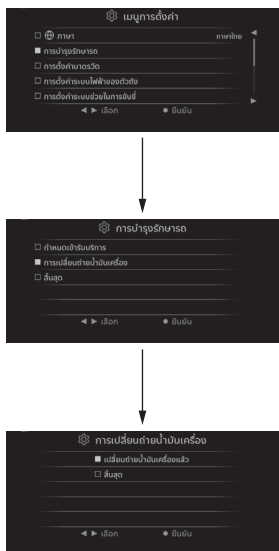 เมนูการตั้งค่า
ภาษา ภาษาไทย
การบำรุงรักษารถ
การตั้งค่ามาตรวัด
การตั้งค่าระบบไฟฟ้าของตัวถัง
การตั้งค่าระบบช่วยในการขับขี่
◀ ▶ เลือก ● ยืนยัน
การบำรุงรักษารถ
กำหนดเข้ารับบริการ
การเปลี่ยนถ่ายน้ำมันเครื่อง
สิ้นสุด
◀ ▶ เลือก ● ยืนยัน
การเปลี่ยนถ่ายน้ำมันเครื่อง
เปลี่ยนถ่ายน้ำมันเครื่องแล้ว
สิ้นสุด
◀ ▶ เลือก ● ยืนยัน